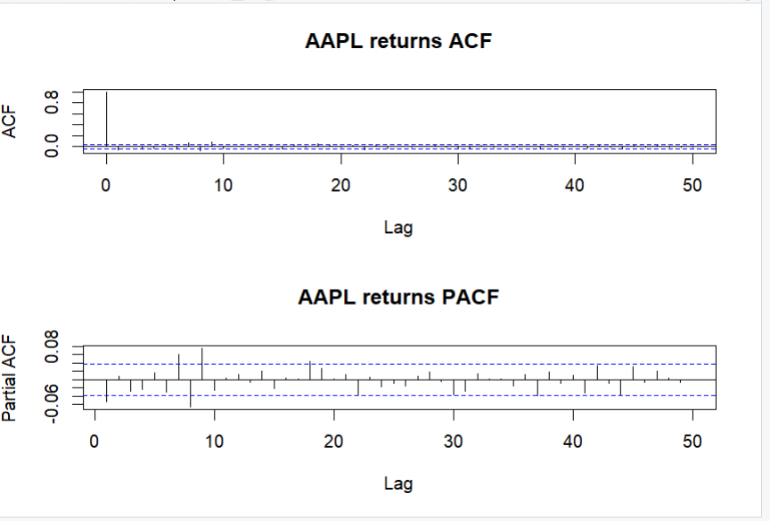 AAPL returns ACF
ACF
0.8
0.0
0 10 20 30 40 50
Lag
AAPL returns PACF
Partial ACF
0.08
-0.06
0 10 20 30 40 50
Lag